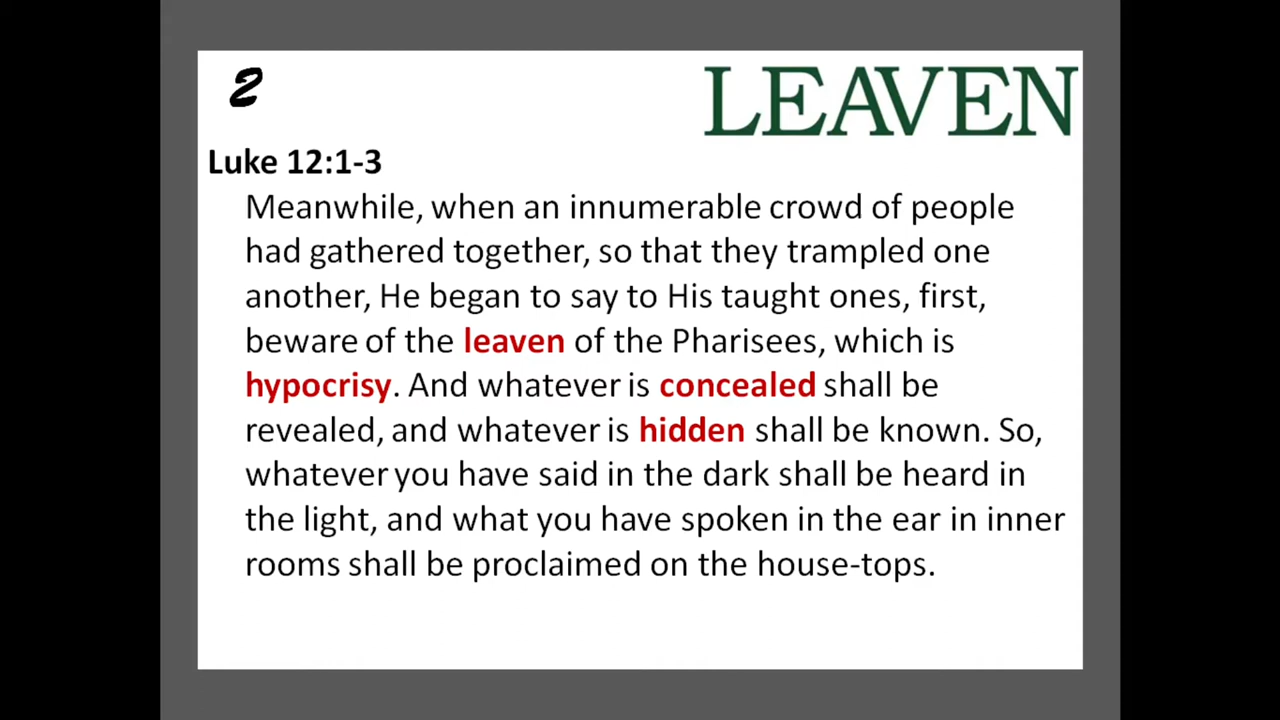 2
LEAVEN
Luke 12:1-3
Meanwhile, when an innumerable crowd of people
had gathered together, so that they trampled one
another, He began to say to His taught ones, first,
beware of the leaven of the Pharisees, which is
hypocrisy. And whatever is concealed shall be
revealed, and whatever is hidden shall be known. So,
whatever you have said in the dark shall be heard in
the light, and what you have spoken in the ear in inner
rooms shall be proclaimed on the house-tops.